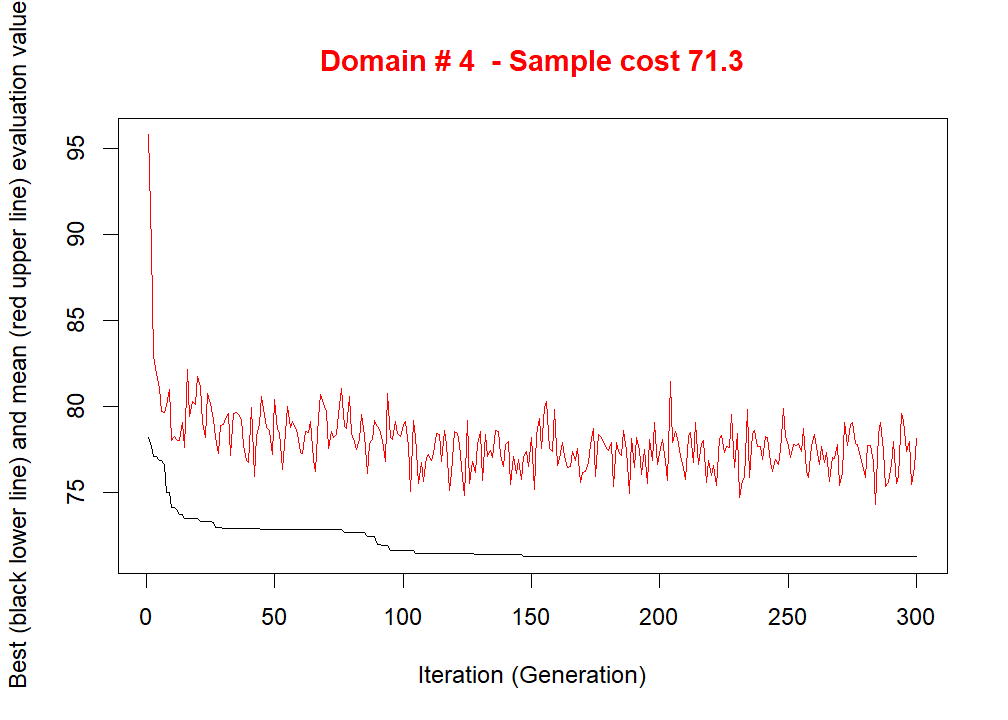 Domain # 4  - Sample cost 71.3
Best (black lower line) and mean (red upper line) evaluation value
95
90
85
80
75
0 50 100 150 200 250 300
Iteration (Generation)